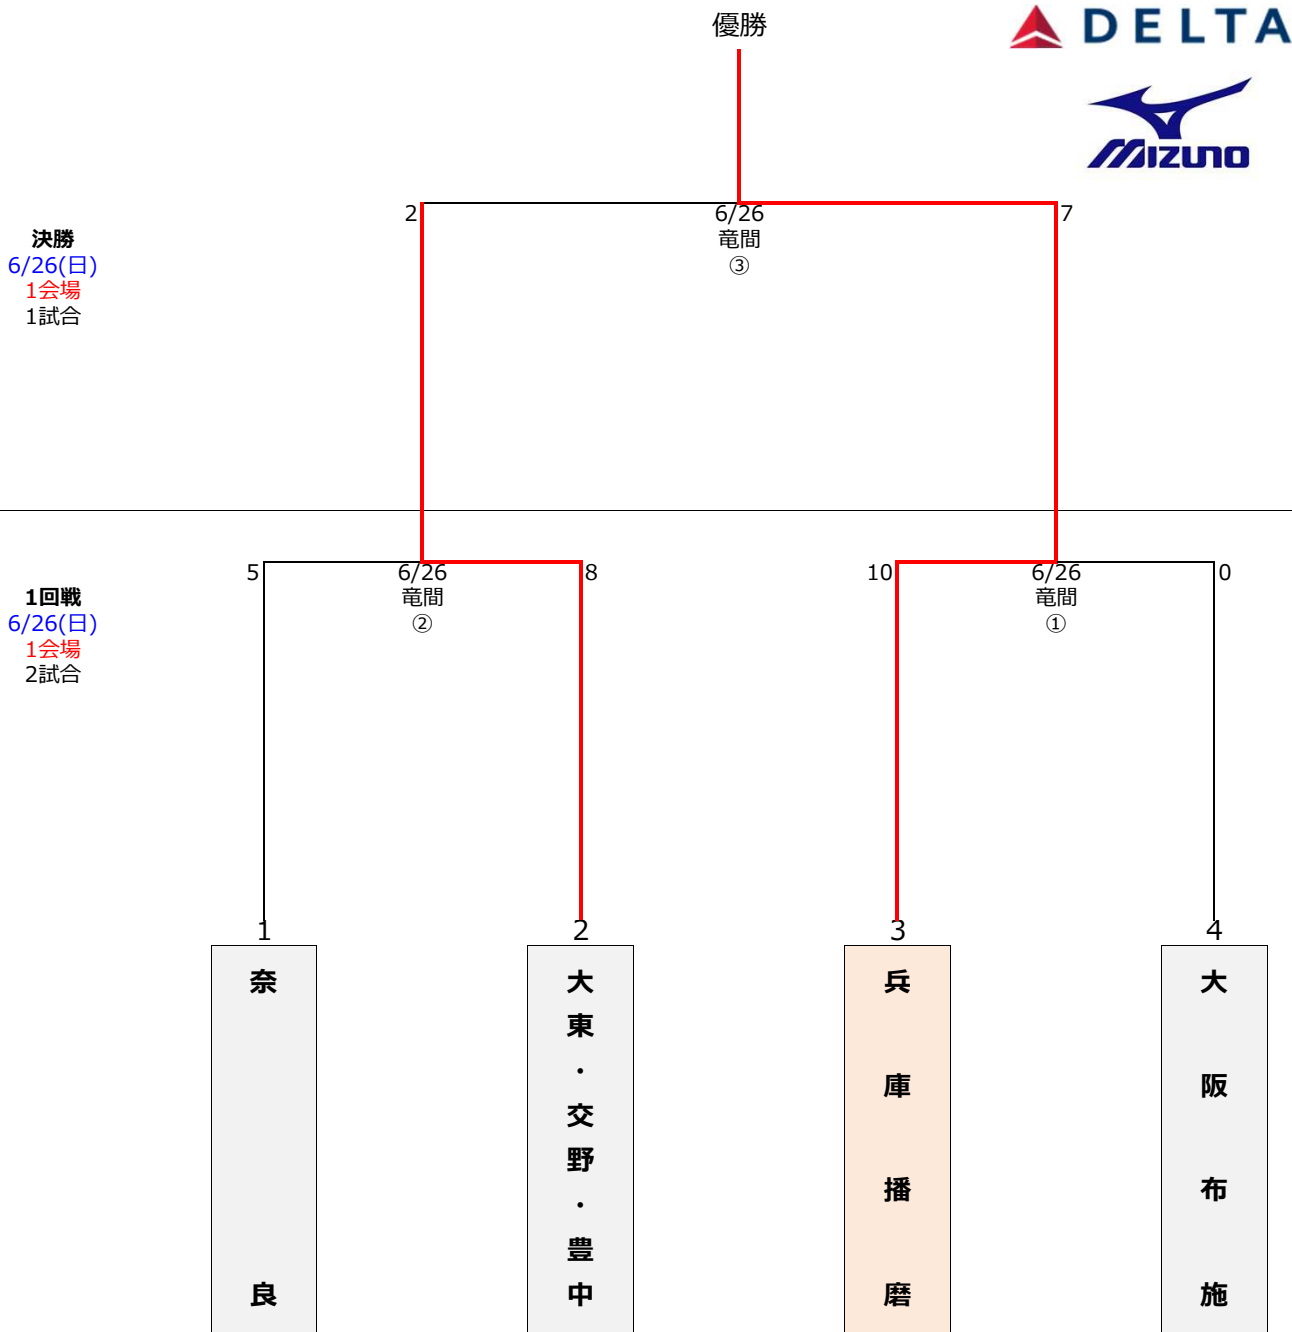 優勝
DELTA
MIZUNO
2
6/26
7
竜間
③
決勝
6/26(日)
1会場
1試合
5
6/26
8
竜間
②
10
6/26
0
竜間
①
1回戦
6/26(日)
1会場
2試合
1
2
3
4
奈良
大東・交野・豊中
兵庫播磨
大阪布施